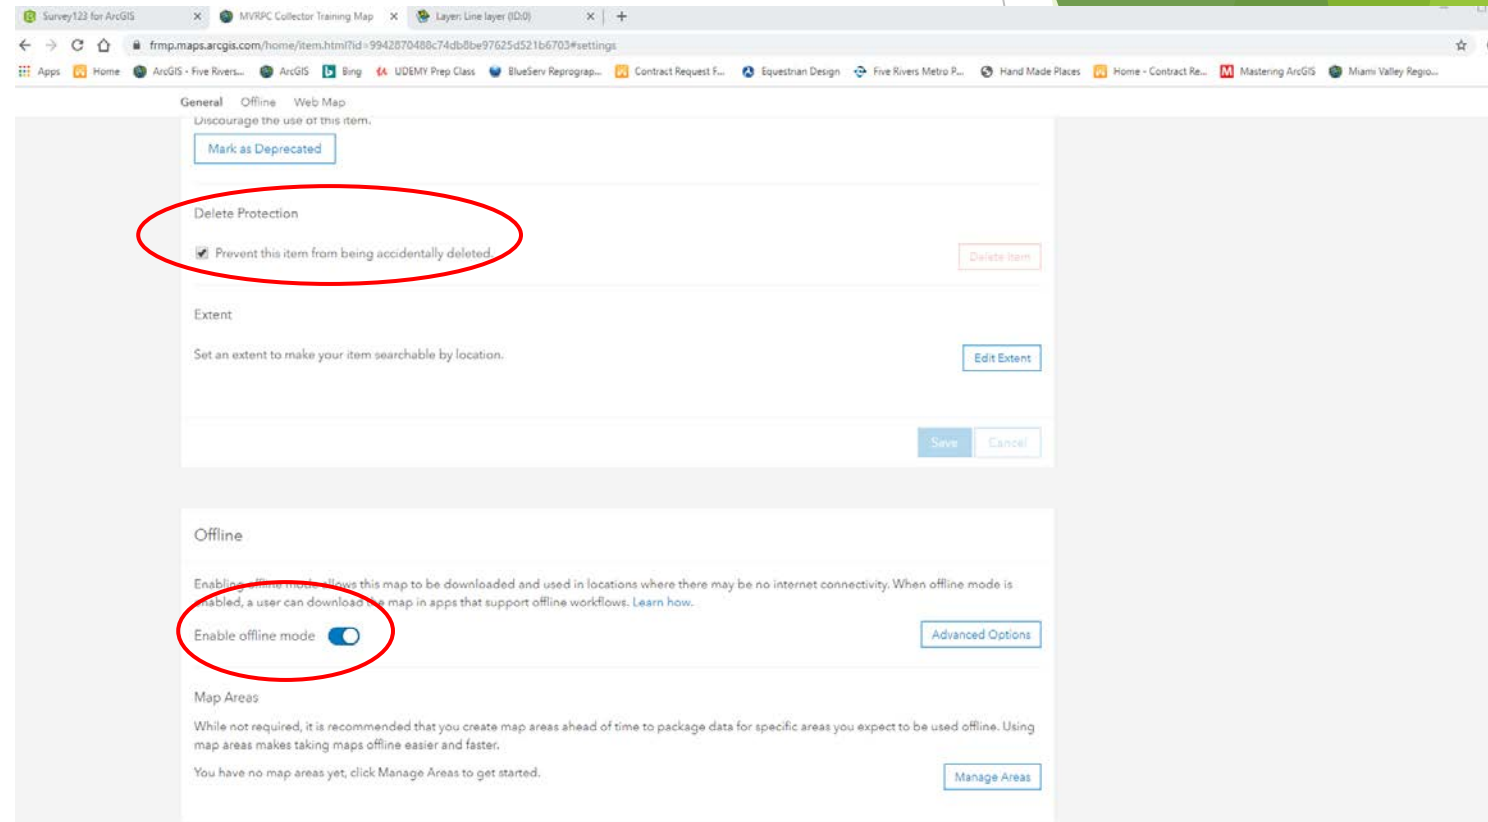 Survey123 for ArcGIS
MVRPC Collector Training Map
Layer: Line layer (ID:0)
frmp.maps.arcgis.com/home/item.html?id=9942870488c74db8be97625d521b6703#settings
Apps Home ArcGIS - Five Rivers... ArcGIS Bing UDEMY Prep Class BlueServ Reprograp... Contract Request F... Equestrian Design Five Rivers Metro P... Hand Made Places Home - Contract Re... Mastering ArcGIS Miami Valley Regio...
General Offline Web Map
Discourage the use of this item.
Mark as Deprecated
Delete Protection
Prevent this item from being accidentally deleted.
Delete Item
Extent
Set an extent to make your item searchable by location.
Edit Extent
Save Cancel
Offline
Enabling offline mode allows this map to be downloaded and used in locations where there may be no internet connectivity. When offline mode is
enabled, a user can download the map in apps that support offline workflows. Learn how.
Enable offline mode
Advanced Options
Map Areas
While not required, it is recommended that you create map areas ahead of time to package data for specific areas you expect to be used offline. Using
map areas makes taking maps offline easier and faster.
You have no map areas yet, click Manage Areas to get started.
Manage Areas